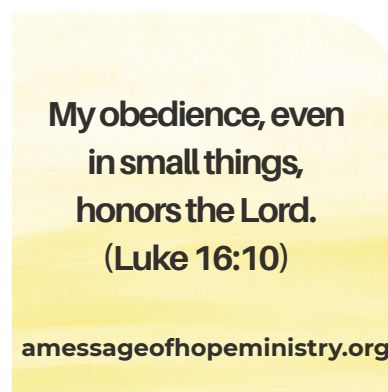 My obedience, even
in small things,
honors the Lord.
(Luke 16:10)
amessageofhopeministry.org